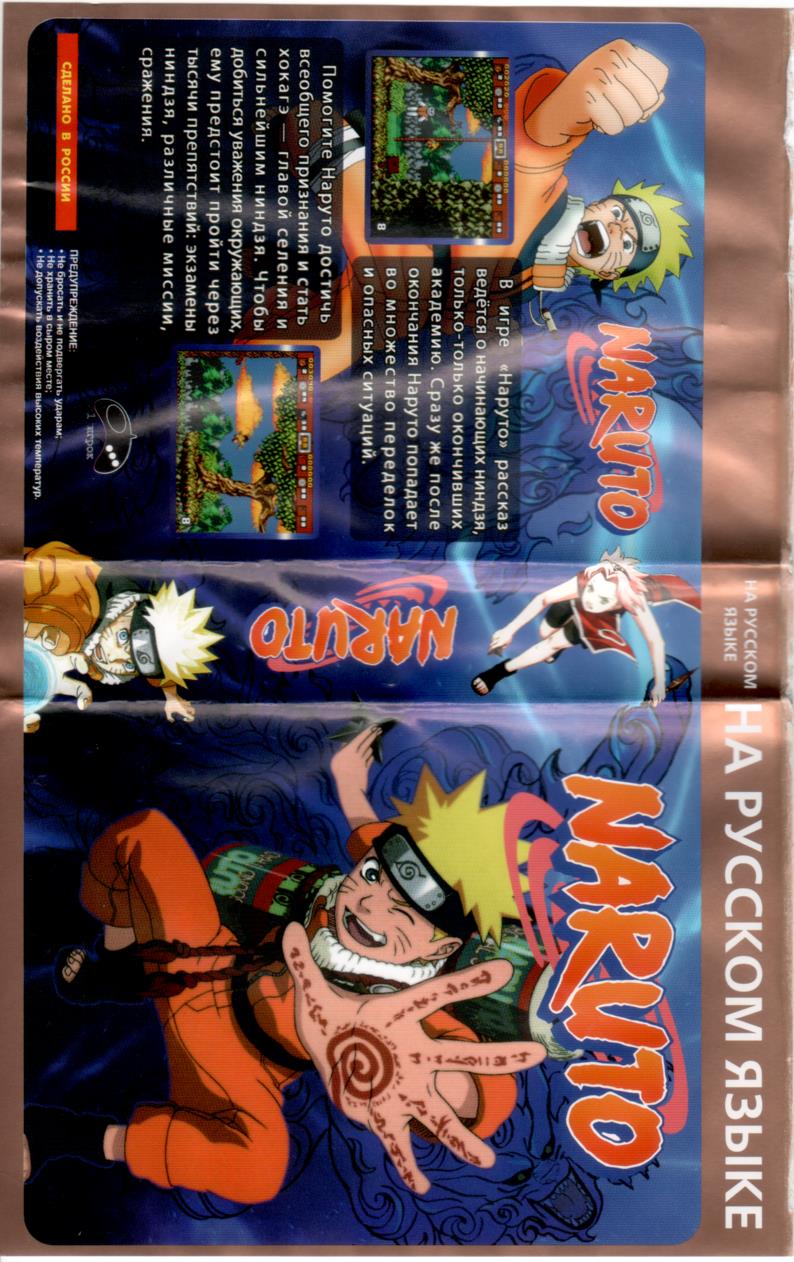 НА РУССКОМ ЯЗЫКЕ
NARUTO
В игре «Наруто» рассказ
ведётся о начинающих ниндзя,
только-только окончивших
академию. Сразу же после
окончания Наруто попадает
во множество переделок
и опасных ситуаций.
8
Помогите Наруто достичь
всеобщего признания и стать
хокагэ — главой селения и
сильнейшим ниндзя. Чтобы
добиться уважения окружающих,
ему предстоит пройти через
тысячи препятствий: экзамены
ниндзя, различные миссии,
сражения.
8
1 игрок
СДЕЛАНО В РОССИИ
ПРЕДУПРЕЖДЕНИЕ:
• Не бросать и не подвергать ударам;
• Не хранить в сыром месте;
• Не допускать воздействия высоких температур.
НА РУССКОМ
ЯЗЫКЕ
NARUTO
NARUTO